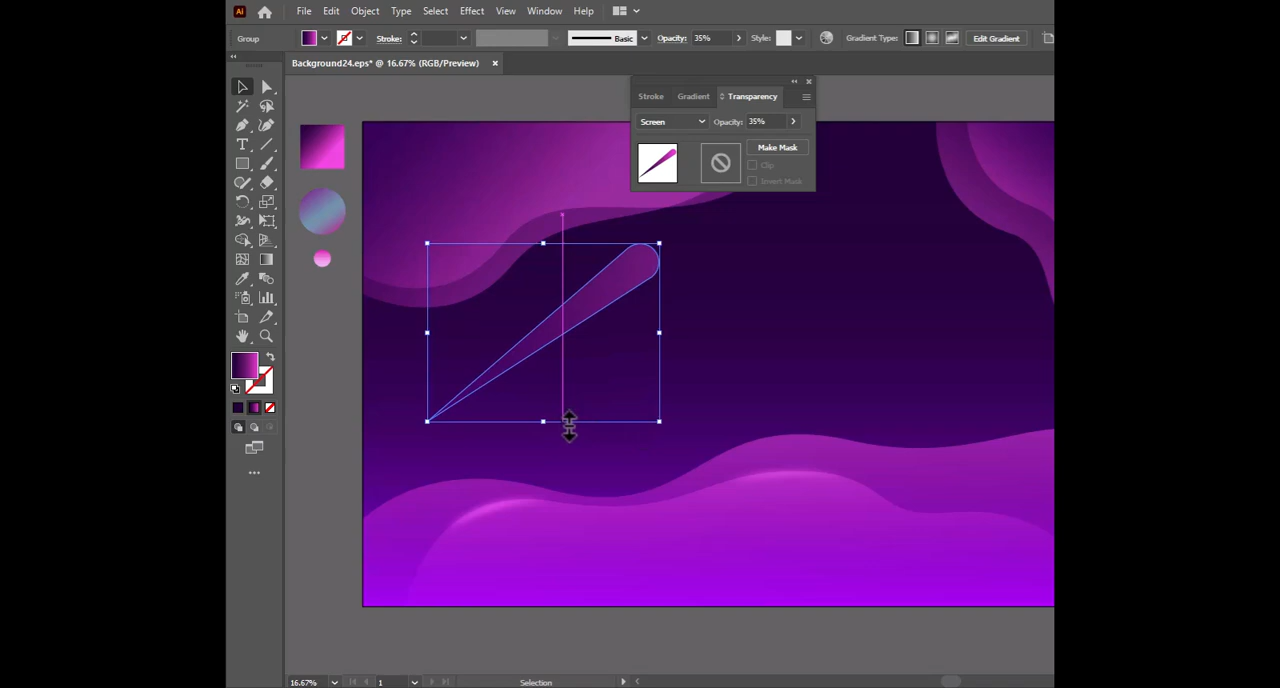 Ai File Edit Object Type Select Effect View Window Help
Group Stroke: Basic Opacity: 35% Style: Gradient Type: Edit Gradient
Background24.eps* @ 16.67% (RGB/Preview)
Stroke Gradient Transparency
Screen Opacity: 35%
Make Mask
Clip
Invert Mask
16.67% 1 Selection